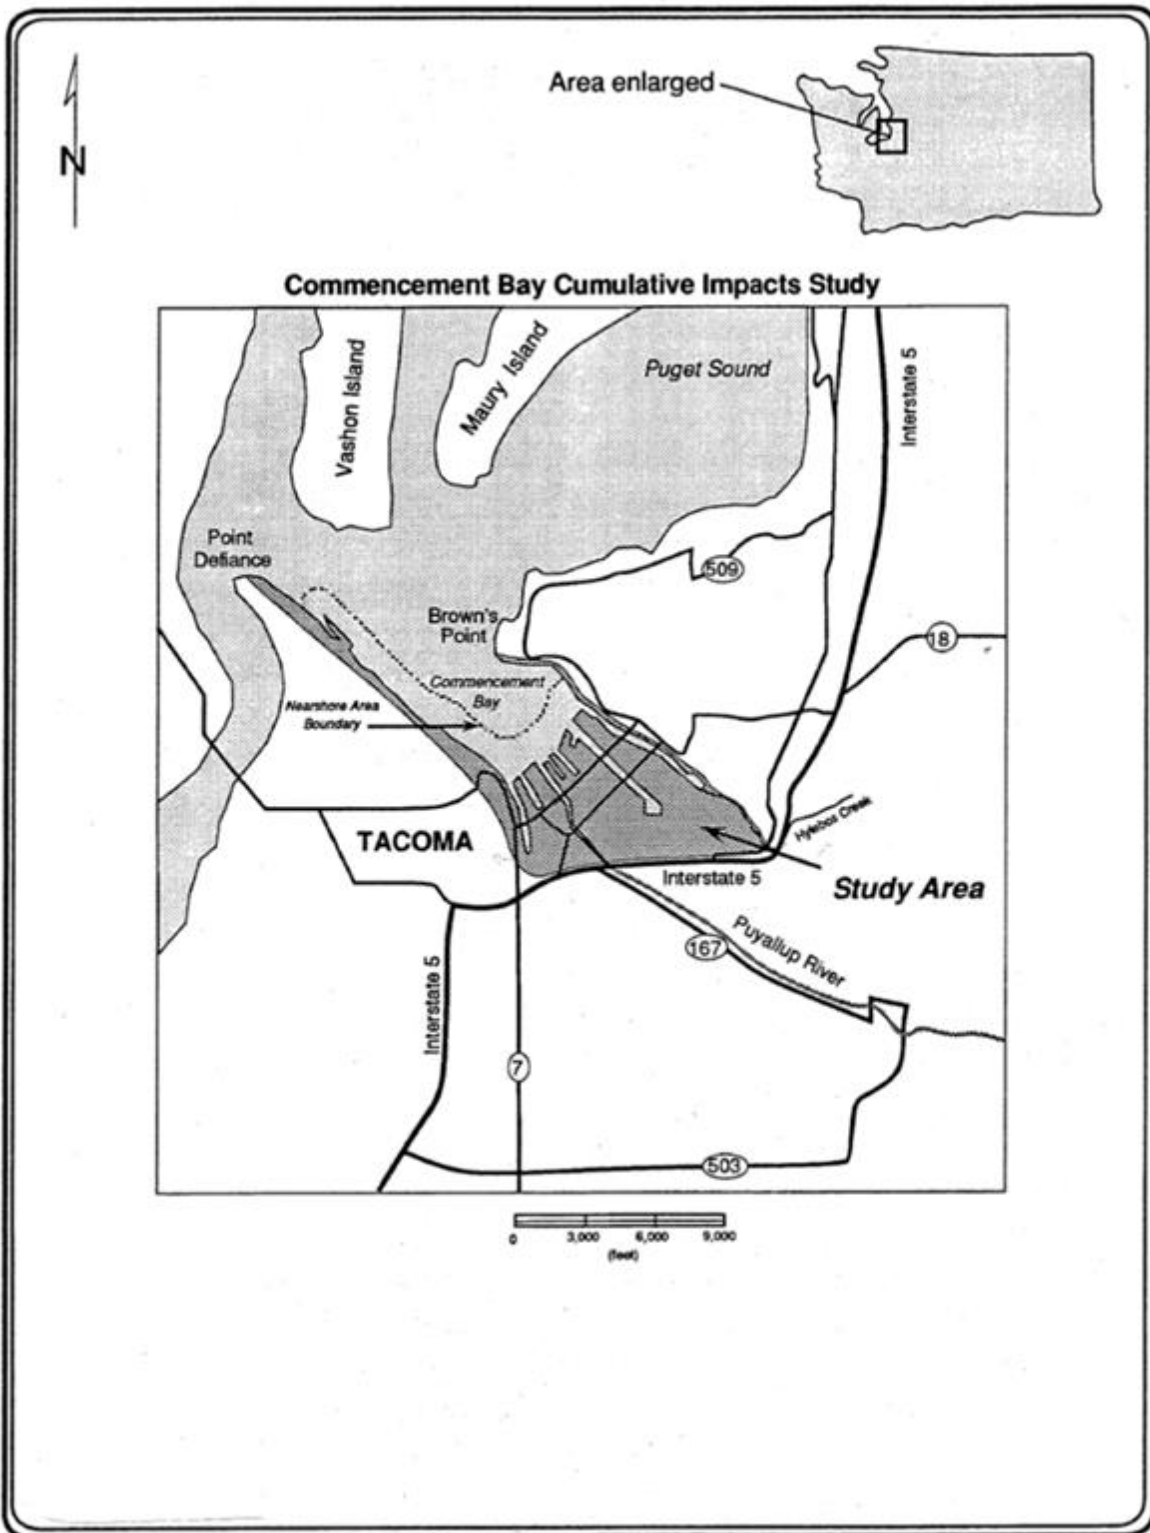 Area enlarged
N
Commencement Bay Cumulative Impacts Study
Vashon Island
Maury Island
Puget Sound
Interstate 5
Point
Defiance
509
Brown's
Point
18
Commencement
Bay
Nearshore Area
Boundary
TACOMA
Hylebos Creek
Interstate 5
Study Area
167
Puyallup River
Interstate 5
7
503
0 3,000 6,000 9,000
(feet)